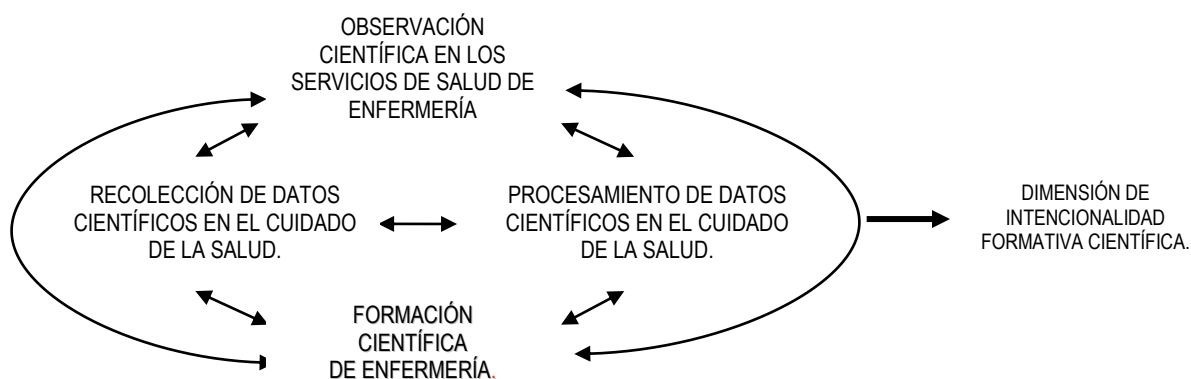 OBSERVACIÓN
CIENTÍFICA EN LOS
SERVICIOS DE SALUD DE
ENFERMERÍA
RECOLECCIÓN DE DATOS
CIENTÍFICOS EN EL CUIDADO
DE LA SALUD.
PROCESAMIENTO DE DATOS
CIENTÍFICOS EN EL CUIDADO
DE LA SALUD.
DIMENSIÓN DE
INTENCIONALIDAD
FORMATIVA CIENTÍFICA.
FORMACIÓN
CIENTÍFICA
DE ENFERMERÍA.